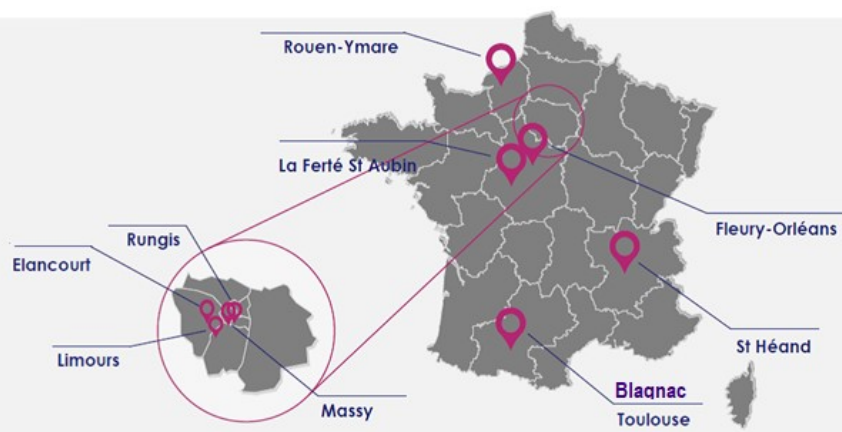 Rouen-Ymare
La Ferté St Aubin
Fleury-Orléans
Rungis
Elancourt
Limours
Massy
St Héand
Blagnac
Toulouse